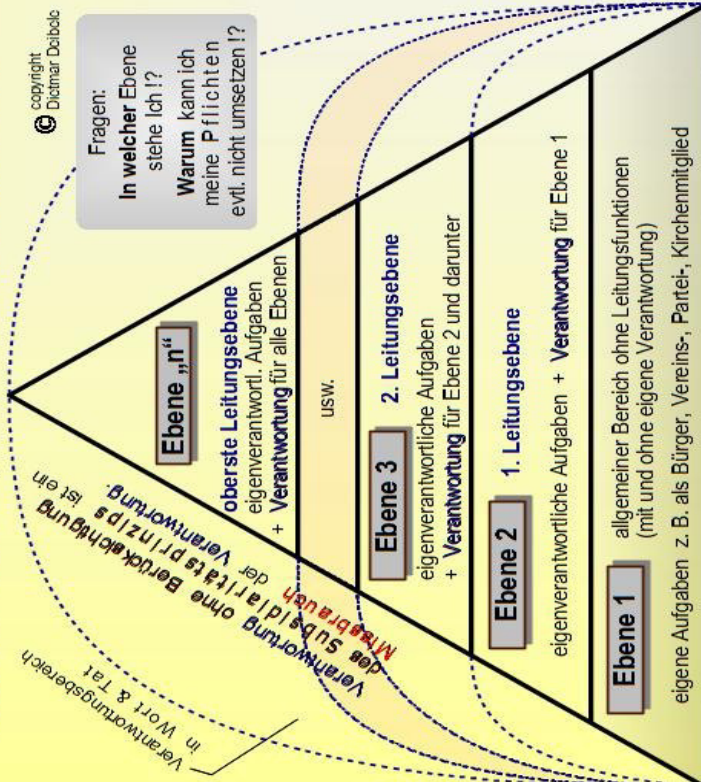 copyright
© Dietmar Deibele
Fragen:
In welcher Ebene
stehe Ich !?
Warum kann ich
meine Pflichten
evtl. nicht umsetzen !?
Verantwortungsbereich
in Wort & Tat
Verantwortung ohne Berücksichtigung
des Subsidiaritätsprinzips ist ein
Missbrauch der Verantwortung.
Ebene „n“
oberste Leitungsebene
eigenverantwortl. Aufgaben
+ Verantwortung für alle Ebenen
usw.
Ebene 3 2. Leitungsebene
eigenverantwortliche Aufgaben
+ Verantwortung für Ebene 2 und darunter
Ebene 2 1. Leitungsebene
eigenverantwortliche Aufgaben + Verantwortung für Ebene 1
Ebene 1 allgemeiner Bereich ohne Leitungsfunktionen
(mit und ohne eigene Verantwortung)
eigene Aufgaben z. B. als Bürger, Vereins-, Partei-, Kirchenmitglied